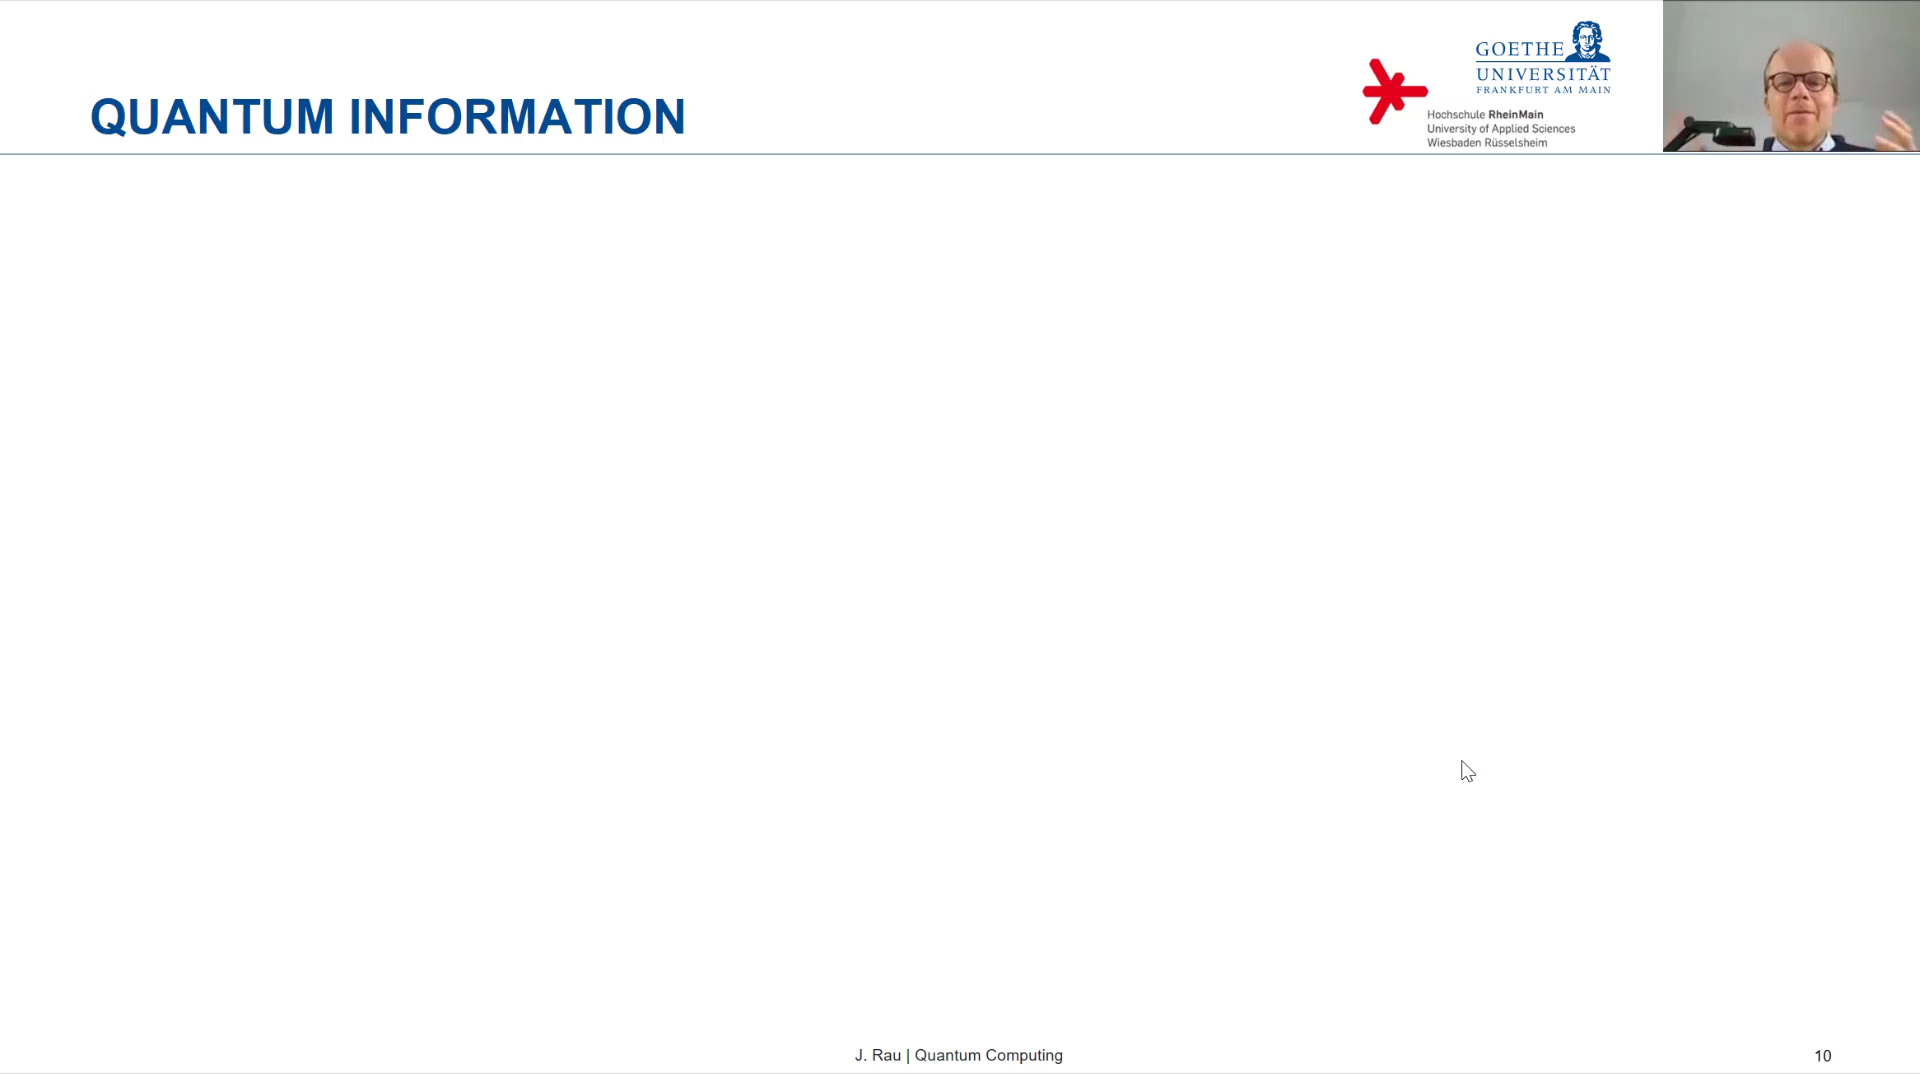 QUANTUM INFORMATION
GOETHE
UNIVERSITÄT
FRANKFURT AM MAIN
Hochschule RheinMain
University of Applied Sciences
Wiesbaden Rüsselsheim
J. Rau | Quantum Computing
10